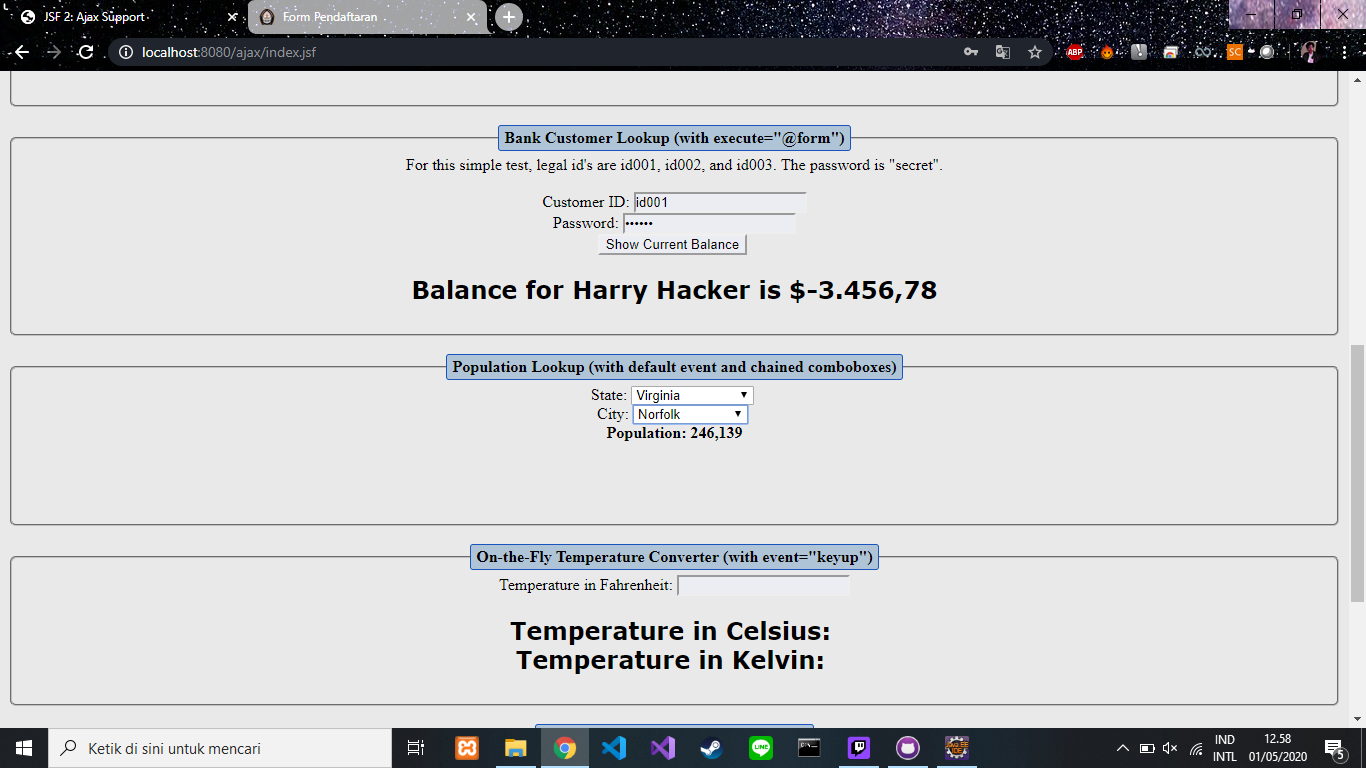 JSF 2: Ajax Support
Form Pendaftaran
localhost:8080/ajax/index.jsf
ABP
SC
Bank Customer Lookup (with execute="@form")
For this simple test, legal id's are id001, id002, and id003. The password is "secret".
Customer ID: id001
Password: ••••••
Show Current Balance
Balance for Harry Hacker is $-3.456,78
Population Lookup (with default event and chained comboboxes)
State: Virginia
City: Norfolk
Population: 246,139
On-the-Fly Temperature Converter (with event="keyup")
Temperature in Fahrenheit:
Temperature in Celsius:
Temperature in Kelvin:
Ketik di sini untuk mencari
IND
INTL
12.58
01/05/2020
5